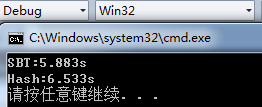 Debug Win32
C:\Windows\system32\cmd.exe
SBT:5.883s
Hash:6.533s
请按任意键继续. . .